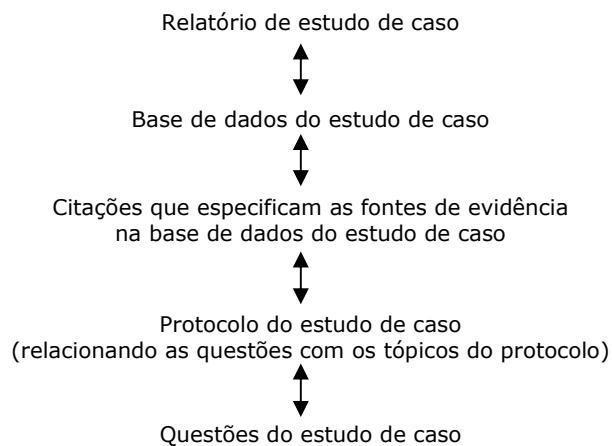 Relatório de estudo de caso
Base de dados do estudo de caso
Citações que especificam as fontes de evidência
na base de dados do estudo de caso
Protocolo do estudo de caso
(relacionando as questões com os tópicos do protocolo)
Questões do estudo de caso